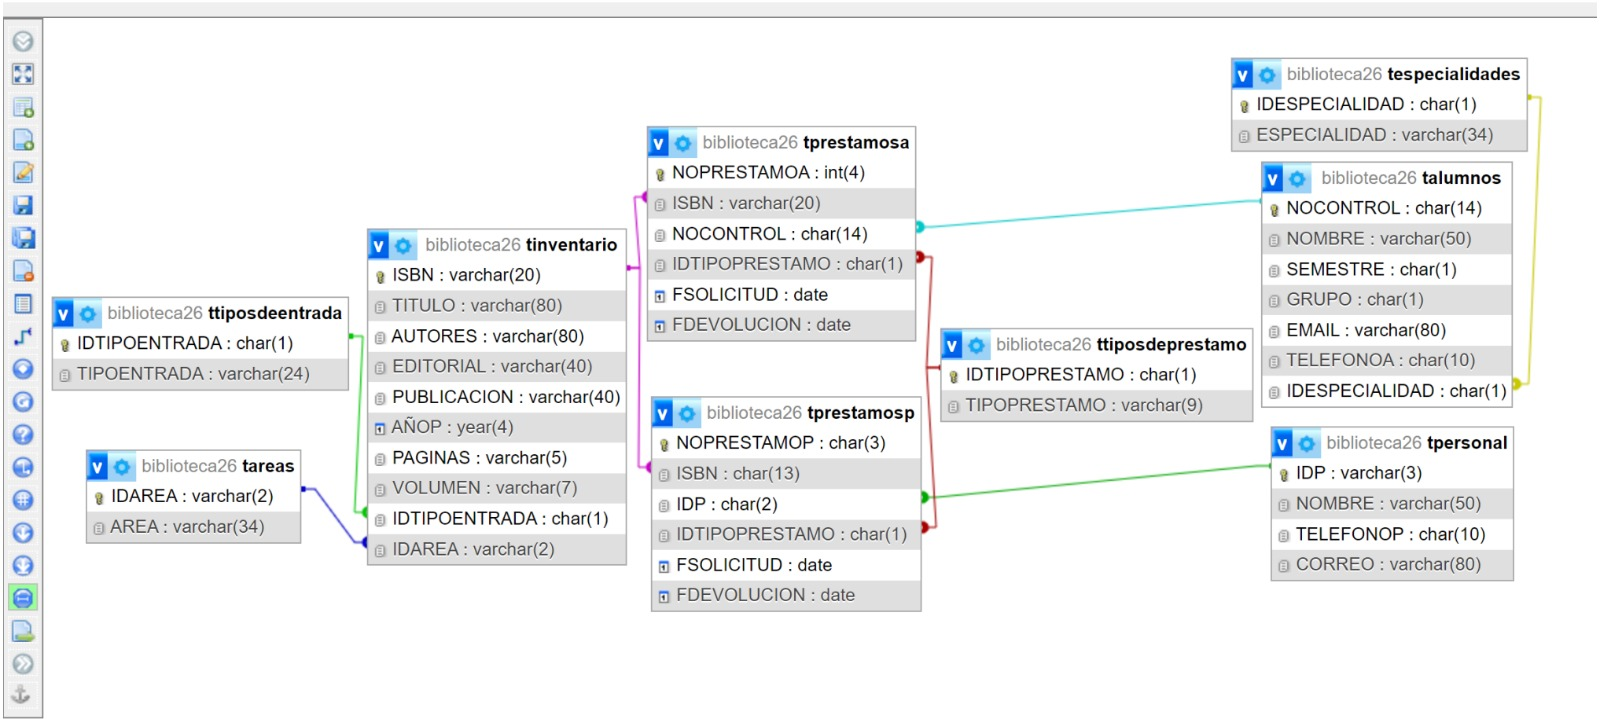 biblioteca26 ttiposdeentrada
IDTIPOENTRADA : char(1)
TIPOENTRADA : varchar(24)
biblioteca26 tareas
IDAREA : varchar(2)
AREA : varchar(34)
biblioteca26 tinventario
ISBN : varchar(20)
TITULO : varchar(80)
AUTORES : varchar(80)
EDITORIAL : varchar(40)
PUBLICACION : varchar(40)
AÑOP : year(4)
PAGINAS : varchar(5)
VOLUMEN : varchar(7)
IDTIPOENTRADA : char(1)
IDAREA : varchar(2)
biblioteca26 tprestamosa
NOPRESTAMOA : int(4)
ISBN : varchar(20)
NOCONTROL : char(14)
IDTIPOPRESTAMO : char(1)
FSOLICITUD : date
FDEVOLUCION : date
biblioteca26 tprestamosp
NOPRESTAMOP : char(3)
ISBN : char(13)
IDP : char(2)
IDTIPOPRESTAMO : char(1)
FSOLICITUD : date
FDEVOLUCION : date
biblioteca26 ttiposdeprestamo
IDTIPOPRESTAMO : char(1)
TIPOPRESTAMO : varchar(9)
biblioteca26 tespecialidades
IDESPECIALIDAD : char(1)
ESPECIALIDAD : varchar(34)
biblioteca26 talumnos
NOCONTROL : char(14)
NOMBRE : varchar(50)
SEMESTRE : char(1)
GRUPO : char(1)
EMAIL : varchar(80)
TELEFONOA : char(10)
IDESPECIALIDAD : char(1)
biblioteca26 tpersonal
IDP : varchar(3)
NOMBRE : varchar(50)
TELEFONOP : char(10)
CORREO : varchar(80)